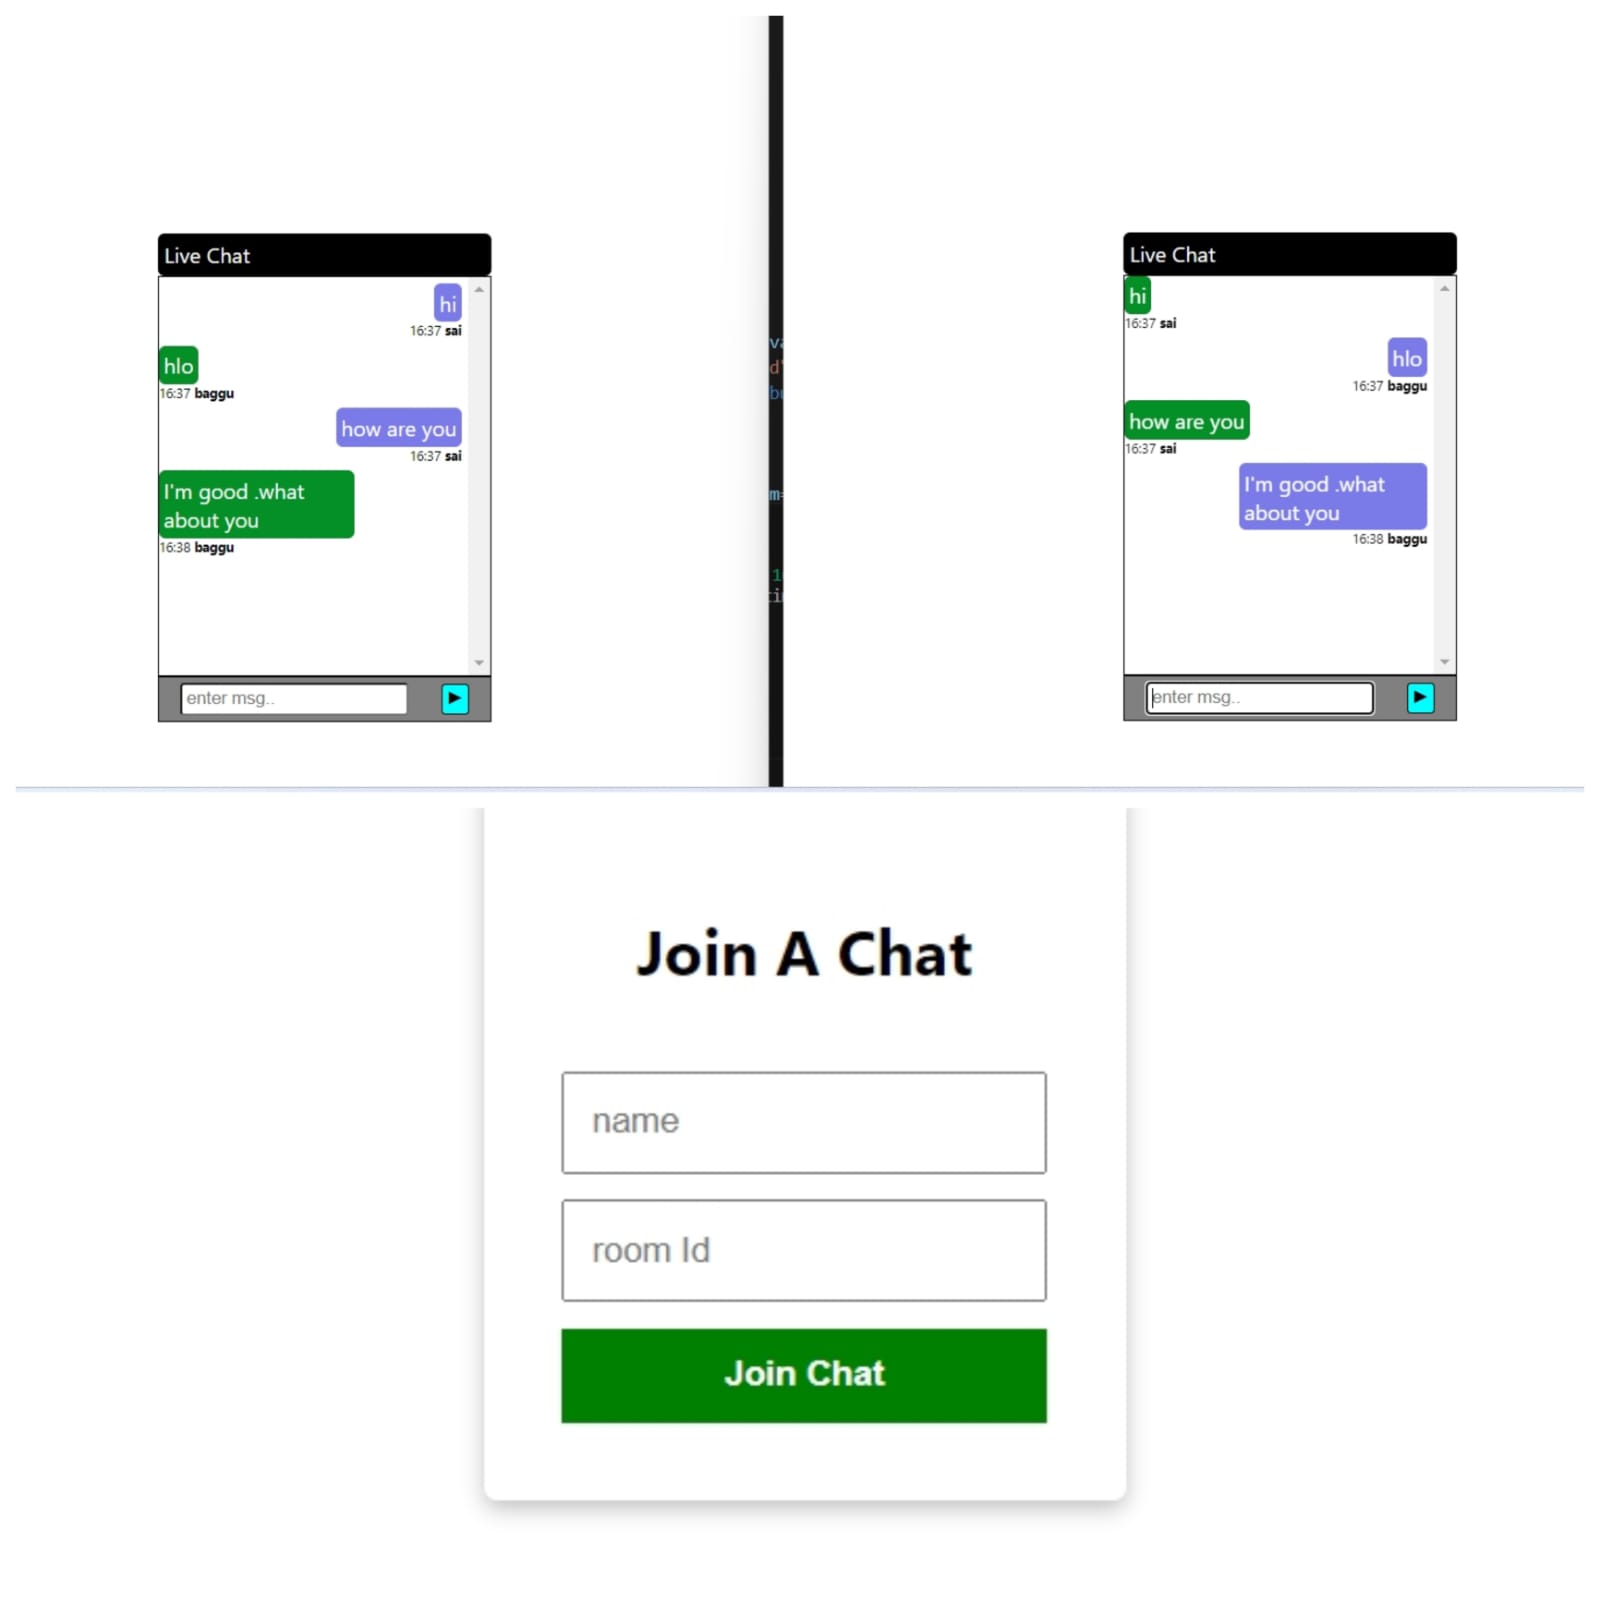 Live Chat
hi
16:37 sai
hlo
16:37 baggu
how are you
16:37 sai
I'm good .what
about you
16:38 baggu
enter msg..
Live Chat
hi
16:37 sai
hlo
16:37 baggu
how are you
16:37 sai
I'm good .what
about you
16:38 baggu
enter msg..
Join A Chat
name
room Id
Join Chat